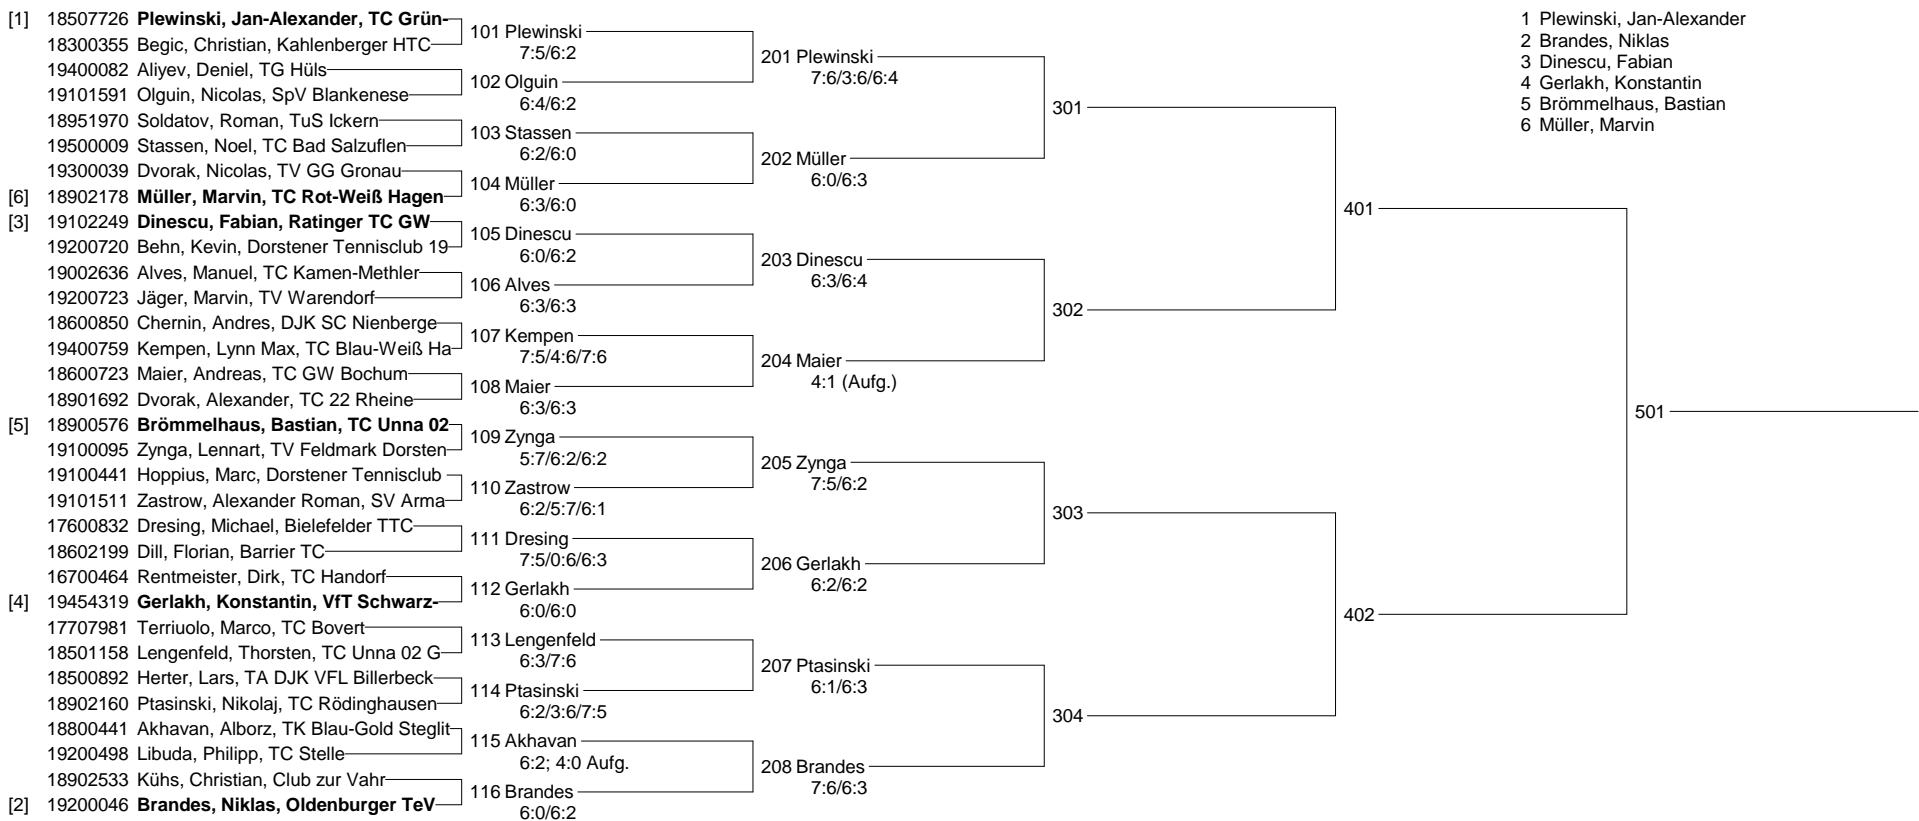 [1] 18507726 Plewinski, Jan-Alexander, TC Grün-
18300355 Begic, Christian, Kahlenberger HTC
19400082 Aliyev, Deniel, TG Hüls
19101591 Olguin, Nicolas, SpV Blankenese
18951970 Soldatov, Roman, TuS Ickern
19500009 Stassen, Noel, TC Bad Salzuflen
19300039 Dvorak, Nicolas, TV GG Gronau
[6] 18902178 Müller, Marvin, TC Rot-Weiß Hagen
[3] 19102249 Dinescu, Fabian, Ratinger TC GW
19200720 Behn, Kevin, Dorstener Tennisclub 19
19002636 Alves, Manuel, TC Kamen-Methler
19200723 Jäger, Marvin, TV Warendorf
18600850 Chernin, Andres, DJK SC Nienberge
19400759 Kempen, Lynn Max, TC Blau-Weiß Ha
18600723 Maier, Andreas, TC GW Bochum
18901692 Dvorak, Alexander, TC 22 Rheine
[5] 18900576 Brömmelhaus, Bastian, TC Unna 02
19100095 Zynga, Lennart, TV Feldmark Dorsten
19100441 Hoppius, Marc, Dorstener Tennisclub
19101511 Zastrow, Alexander Roman, SV Arma
17600832 Dresing, Michael, Bielefelder TTC
18602199 Dill, Florian, Barrier TC
16700464 Rentmeister, Dirk, TC Handorf
[4] 19454319 Gerlakh, Konstantin, VfT Schwarz-
17707981 Terriuolo, Marco, TC Bovert
18501158 Lengenfeld, Thorsten, TC Unna 02 G
18500892 Herter, Lars, TA DJK VFL Billerbeck
18902160 Ptasinski, Nikolaj, TC Rödinghausen
18800441 Akhavan, Alborz, TK Blau-Gold Steglit
19200498 Libuda, Philipp, TC Stelle
18902533 Kühs, Christian, Club zur Vahr
[2] 19200046 Brandes, Niklas, Oldenburger TeV
101 Plewinski
7:5/6:2
102 Olguin
6:4/6:2
103 Stassen
6:2/6:0
104 Müller
6:3/6:0
105 Dinescu
6:0/6:2
106 Alves
6:3/6:3
107 Kempen
7:5/4:6/7:6
108 Maier
6:3/6:3
109 Zynga
5:7/6:2/6:2
110 Zastrow
6:2/5:7/6:1
111 Dresing
7:5/0:6/6:3
112 Gerlakh
6:0/6:0
113 Lengenfeld
6:3/7:6
114 Ptasinski
6:2/3:6/7:5
115 Akhavan
6:2; 4:0 Aufg.
116 Brandes
6:0/6:2
201 Plewinski
7:6/3:6/6:4
202 Müller
6:0/6:3
203 Dinescu
6:3/6:4
204 Maier
4:1 (Aufg.)
205 Zynga
7:5/6:2
206 Gerlakh
6:2/6:2
207 Ptasinski
6:1/6:3
208 Brandes
7:6/6:3
301
302
303
304
401
402
501
1 Plewinski, Jan-Alexander
2 Brandes, Niklas
3 Dinescu, Fabian
4 Gerlakh, Konstantin
5 Brömmelhaus, Bastian
6 Müller, Marvin